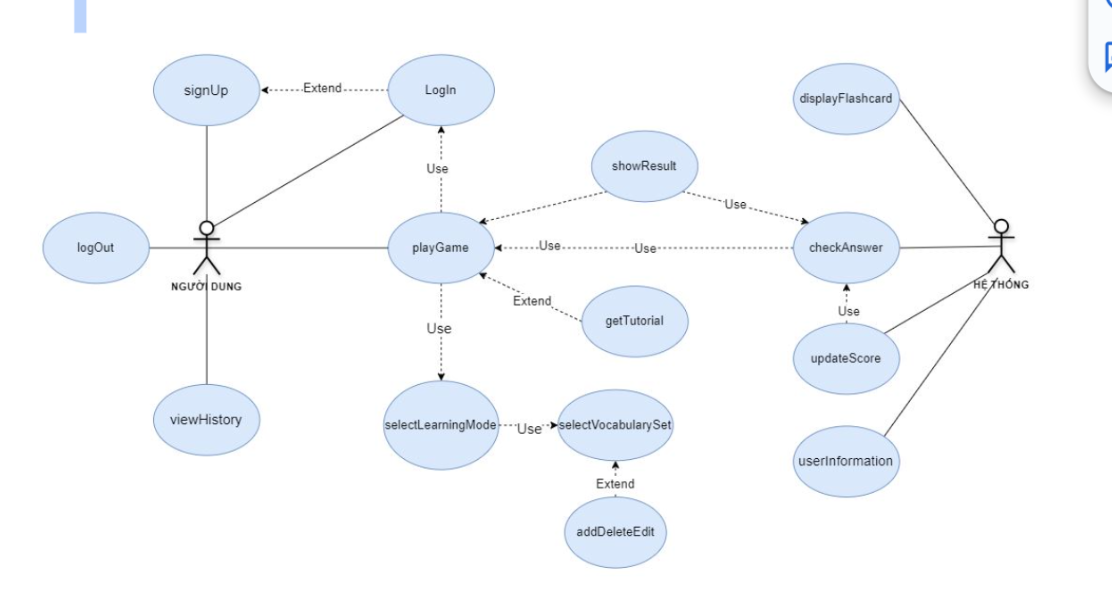 signUp
Extend
LogIn
displayFlashcard
Use
showResult
Use
logOut
playGame
Use
Use
checkAnswer
NGƯỜI DUNG
HỆ THỐNG
Extend
getTutorial
Use
Use
updateScore
viewHistory
selectLearningMode
Use
selectVocabularySet
userInformation
Extend
addDeleteEdit